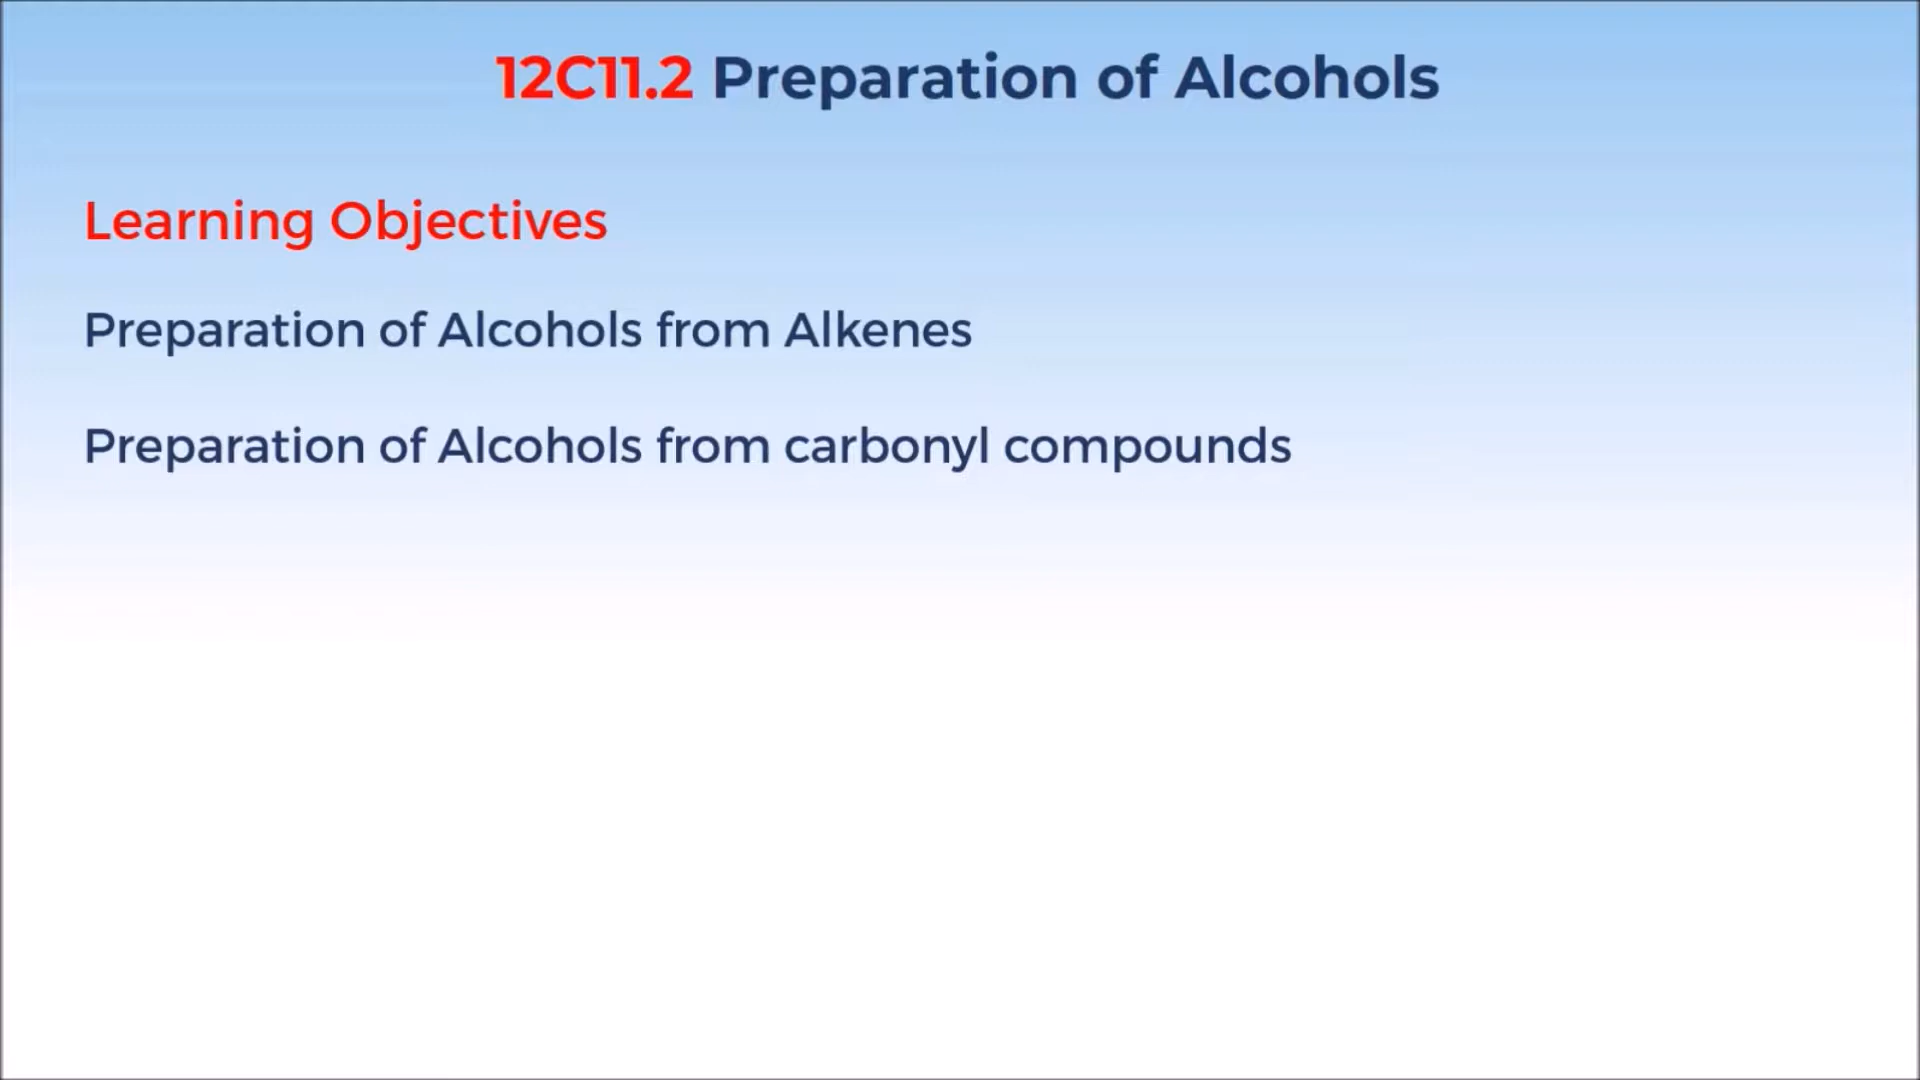 12C11.2 Preparation of Alcohols
Learning Objectives
Preparation of Alcohols from Alkenes
Preparation of Alcohols from carbonyl compounds